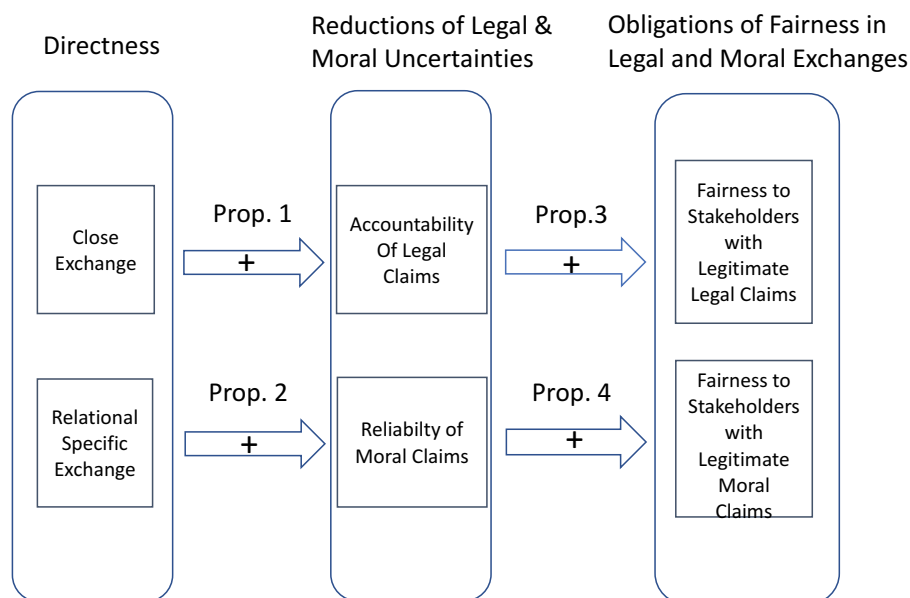 Directness
Reductions of Legal &
Moral Uncertainties
Obligations of Fairness in
Legal and Moral Exchanges
Close
Exchange
Prop. 1
+
Accountability
Of Legal
Claims
Prop.3
+
Fairness to
Stakeholders
with
Legitimate
Legal Claims
Relational
Specific
Exchange
Prop. 2
+
Reliabilty of
Moral Claims
Prop. 4
+
Fairness to
Stakeholders
with
Legitimate
Moral
Claims